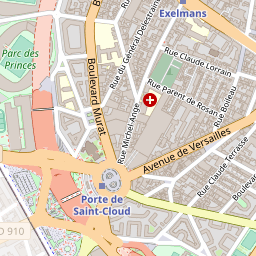 Exelmans
Rue du Général Delestraint
Rue Claude Lorrain
Parc des
Princes
Boulevard Murat
Rue Parent de Rosan
Rue Boileau
Rue Michel-Ange
Avenue de Versailles
Rue Claude Terrasse
Porte de
Saint-Cloud
Boulevard
D 910